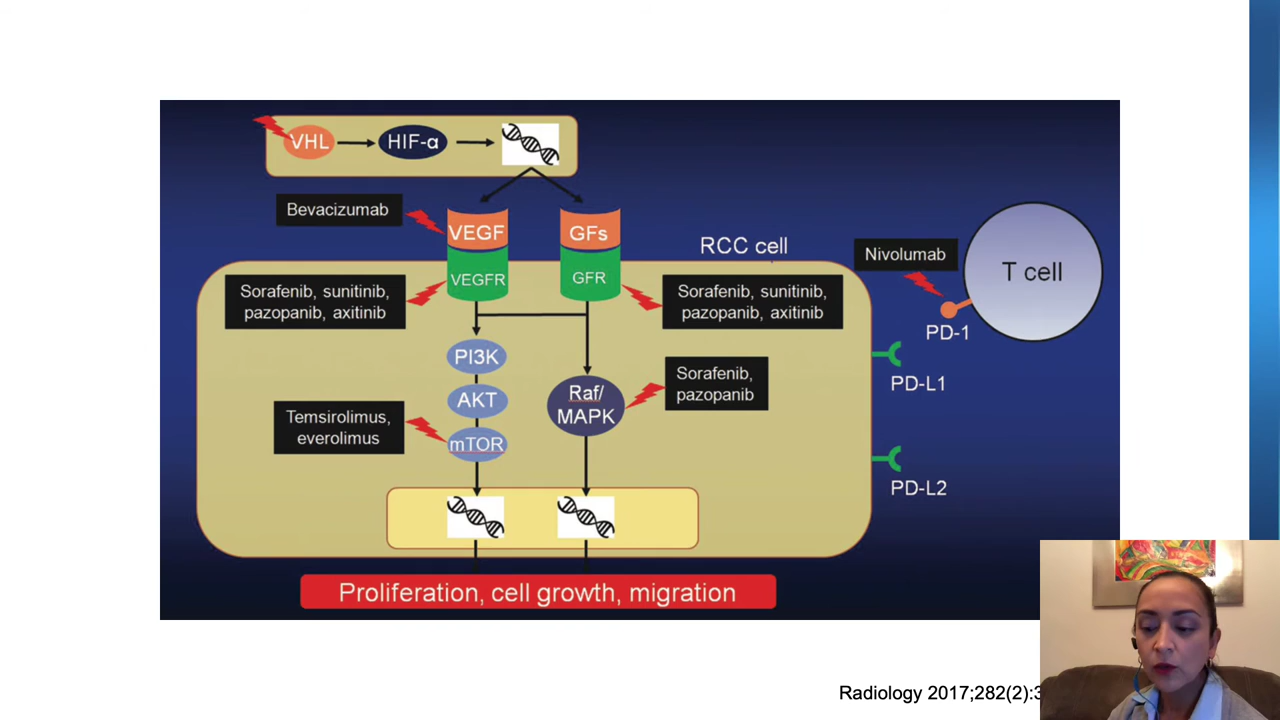 VHL
HIF-α
Bevacizumab
VEGF
GFs
RCC cell
VEGFR
GFR
Sorafenib, sunitinib,
pazopanib, axitinib
Sorafenib, sunitinib,
pazopanib, axitinib
Nivolumab
T cell
PD-1
PI3K
PD-L1
AKT
Raf/
MAPK
Sorafenib,
pazopanib
Temsirolimus,
everolimus
mTOR
PD-L2
Proliferation, cell growth, migration
Radiology 2017;282(2):